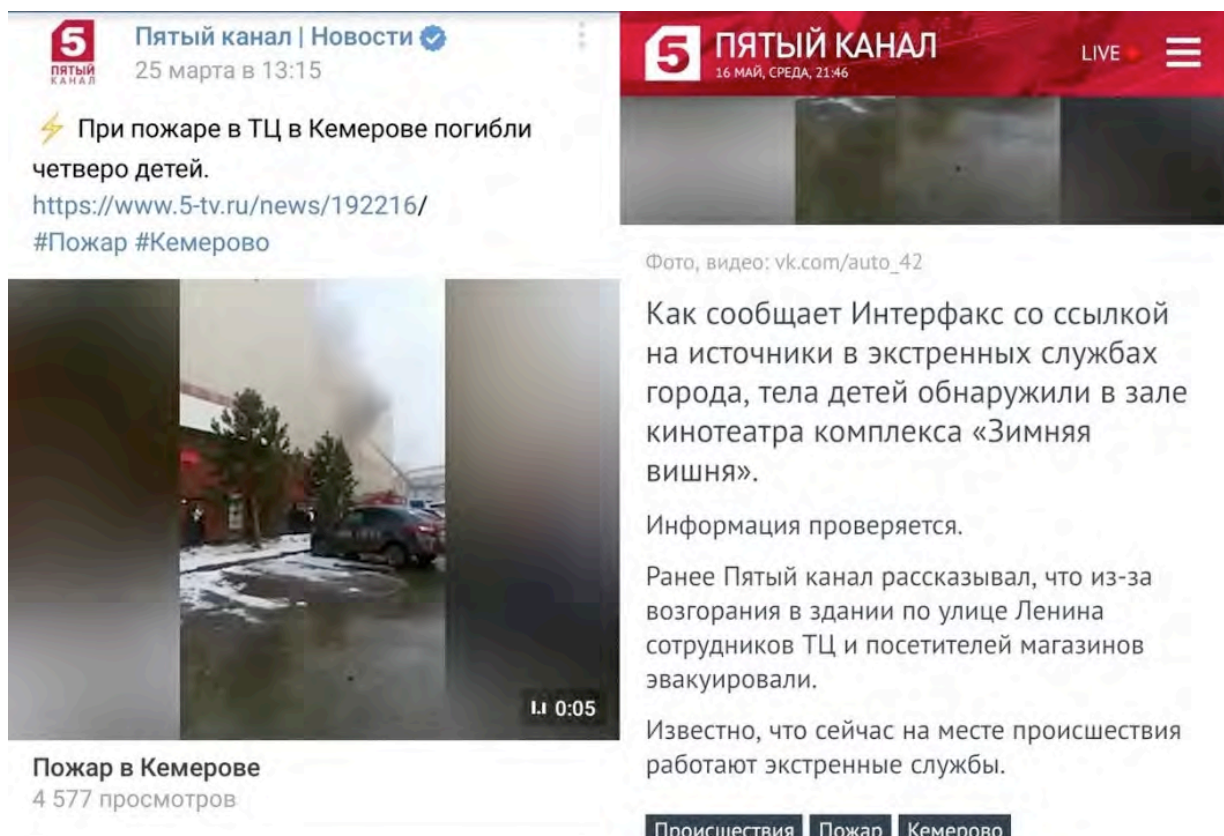 5
ПЯТЫЙ
КАНАЛ
Пятый канал | Новости
25 марта в 13:15
⚡ При пожаре в ТЦ в Кемерове погибли
четверо детей.
https://www.5-tv.ru/news/192216/
#Пожар #Кемерово
0:05
Пожар в Кемерове
4 577 просмотров
5 ПЯТЫЙ КАНАЛ
16 МАЙ, СРЕДА, 21:46
LIVE
Фото, видео: vk.com/auto_42
Как сообщает Интерфакс со ссылкой
на источники в экстренных службах
города, тела детей обнаружили в зале
кинотеатра комплекса «Зимняя
вишня».
Информация проверяется.
Ранее Пятый канал рассказывал, что из-за
возгорания в здании по улице Ленина
сотрудников ТЦ и посетителей магазинов
эвакуировали.
Известно, что сейчас на месте происшествия
работают экстренные службы.
Происшествия Пожар Кемерово